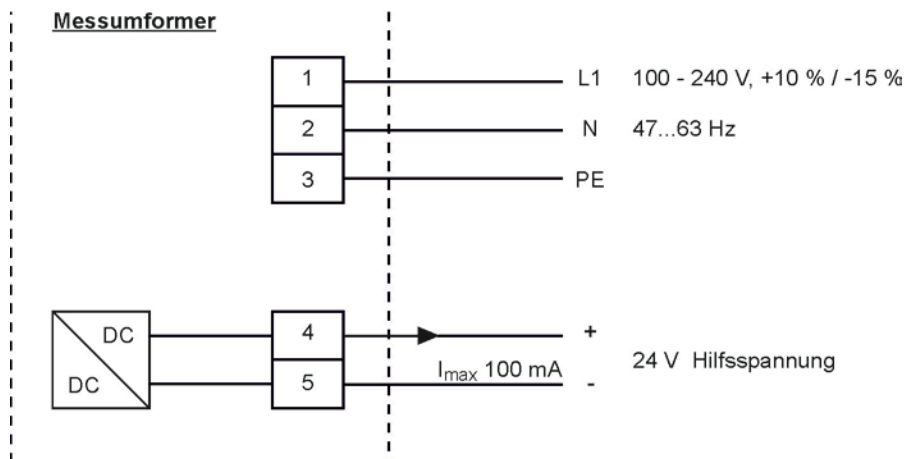 Messumformer
1 L1 100 - 240 V, +10 % / -15 %
2 N 47...63 Hz
3 PE
DC 4 +
24 V Hilfsspannung
DC 5 Imax 100 mA -